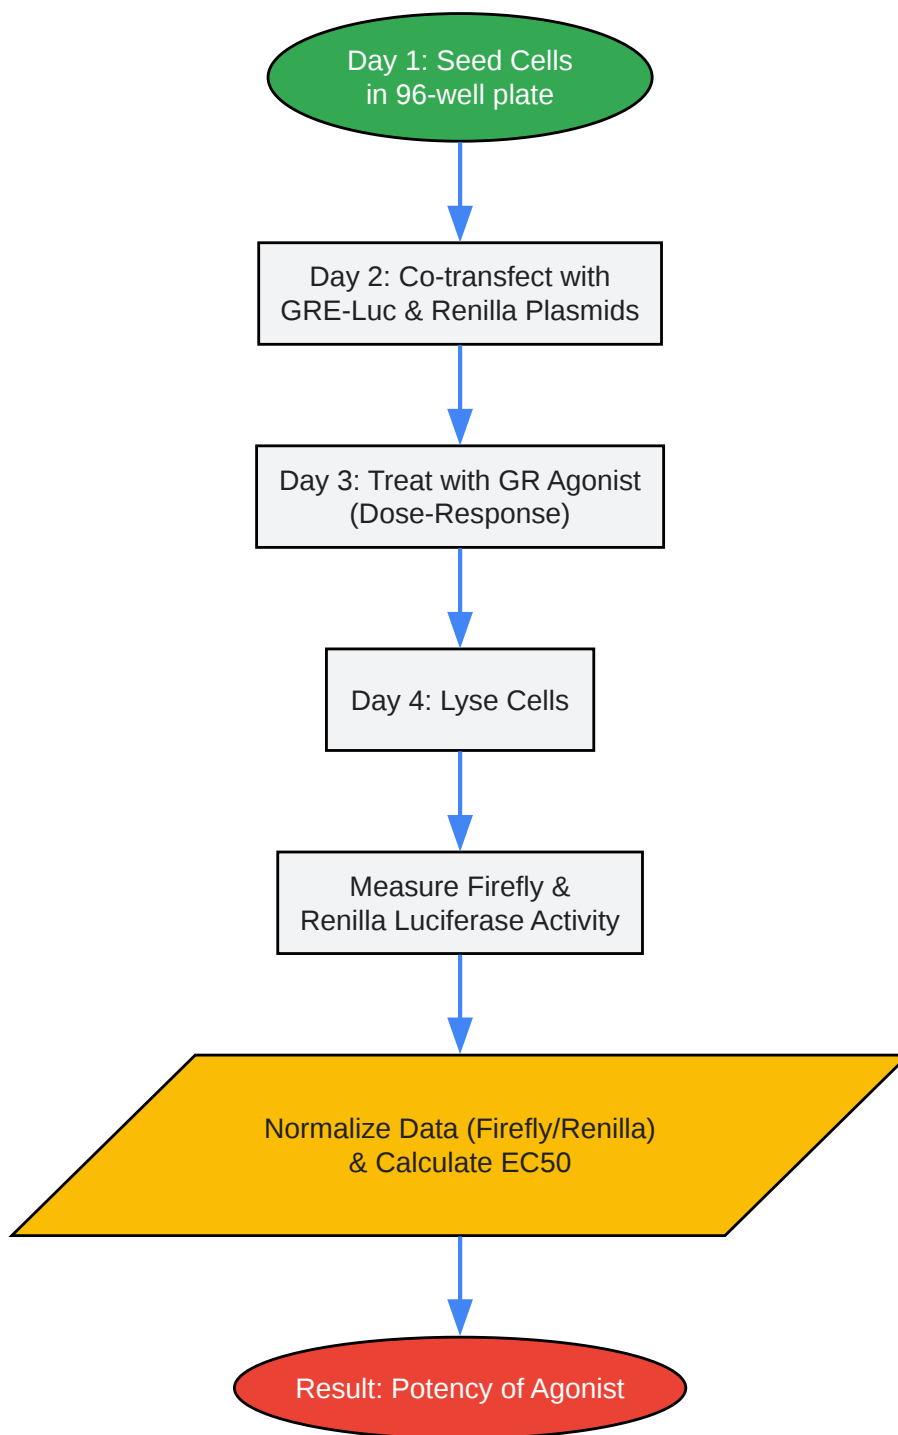 Day 1: Seed Cells
in 96-well plate
Day 2: Co-transfect with
GRE-Luc & Renilla Plasmids
Day 3: Treat with GR Agonist
(Dose-Response)
Day 4: Lyse Cells
Measure Firefly &
Renilla Luciferase Activity
Normalize Data (Firefly/Renilla)
& Calculate EC50
Result: Potency of Agonist